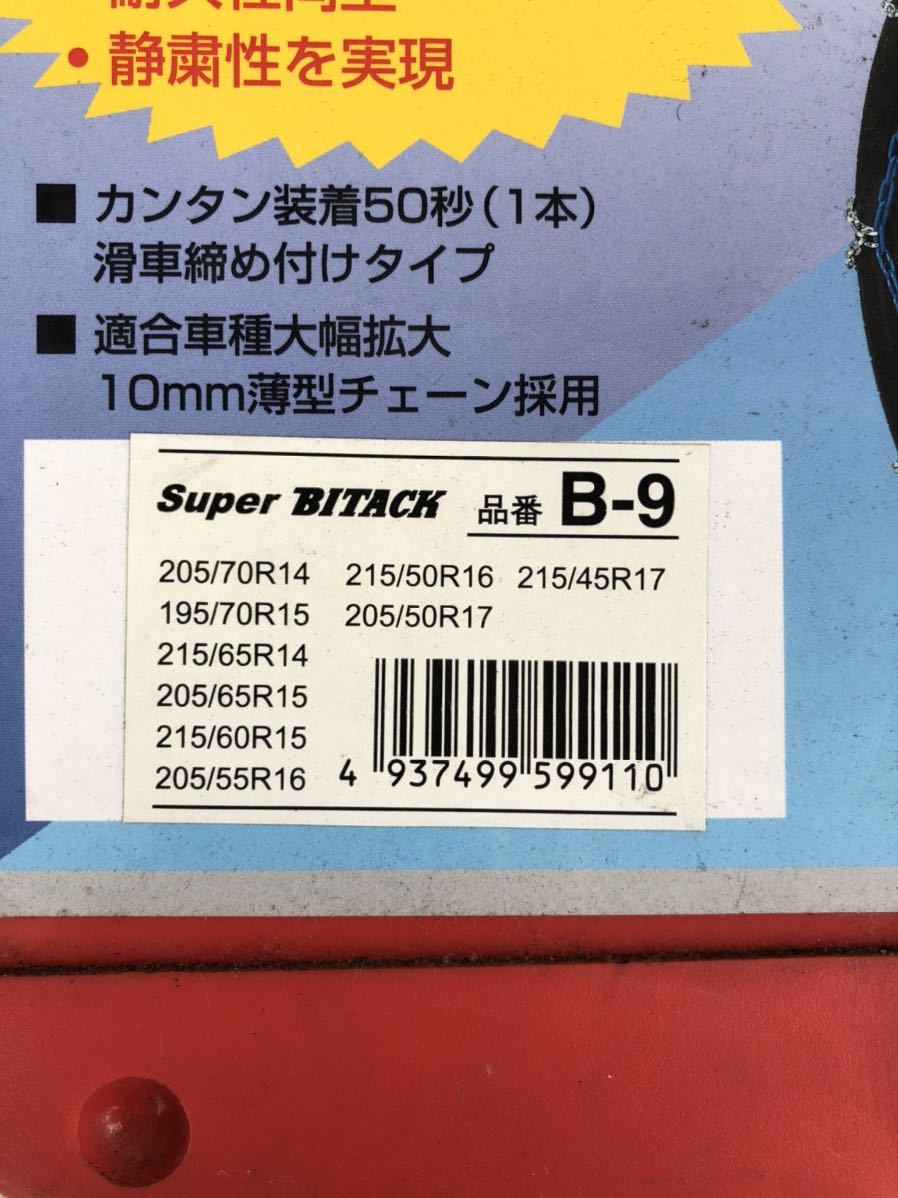 ・静粛性を実現
■ カンタン装着50秒（1本）
滑車締め付けタイプ
■ 適合車種大幅拡大
10mm薄型チェーン採用
Super BITACK 品番 B-9
205/70R14 215/50R16 215/45R17
195/70R15 205/50R17
215/65R14
205/65R15
215/60R15
205/55R16
4 937499 599110